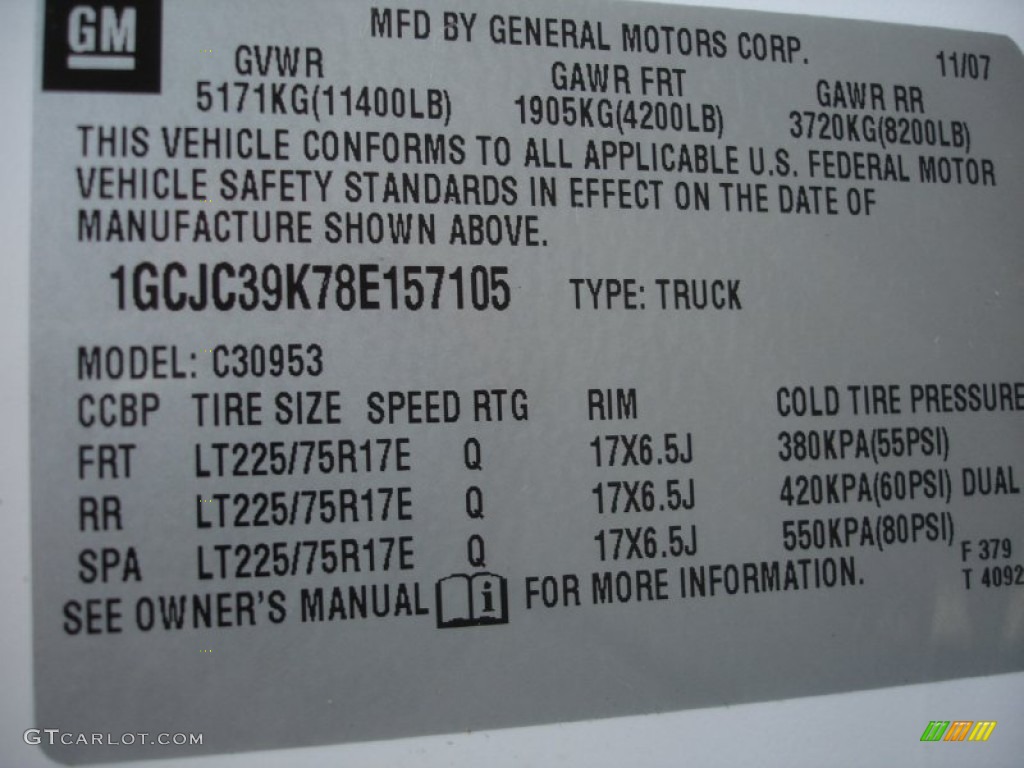 GM
MFD BY GENERAL MOTORS CORP.
11/07
GVWR GAWR FRT GAWR RR
5171KG(11400LB) 1905KG(4200LB) 3720KG(8200LB)
THIS VEHICLE CONFORMS TO ALL APPLICABLE U.S. FEDERAL MOTOR
VEHICLE SAFETY STANDARDS IN EFFECT ON THE DATE OF
MANUFACTURE SHOWN ABOVE.
1GCJC39K78E157105 TYPE: TRUCK
MODEL: C30953
CCBP TIRE SIZE SPEED RTG RIM COLD TIRE PRESSURE
FRT LT225/75R17E Q 17X6.5J 380KPA(55PSI)
RR LT225/75R17E Q 17X6.5J 420KPA(60PSI) DUAL
SPA LT225/75R17E Q 17X6.5J 550KPA(80PSI)
F 379
T 4092
SEE OWNER'S MANUAL i FOR MORE INFORMATION.
GTCARLOT.COM